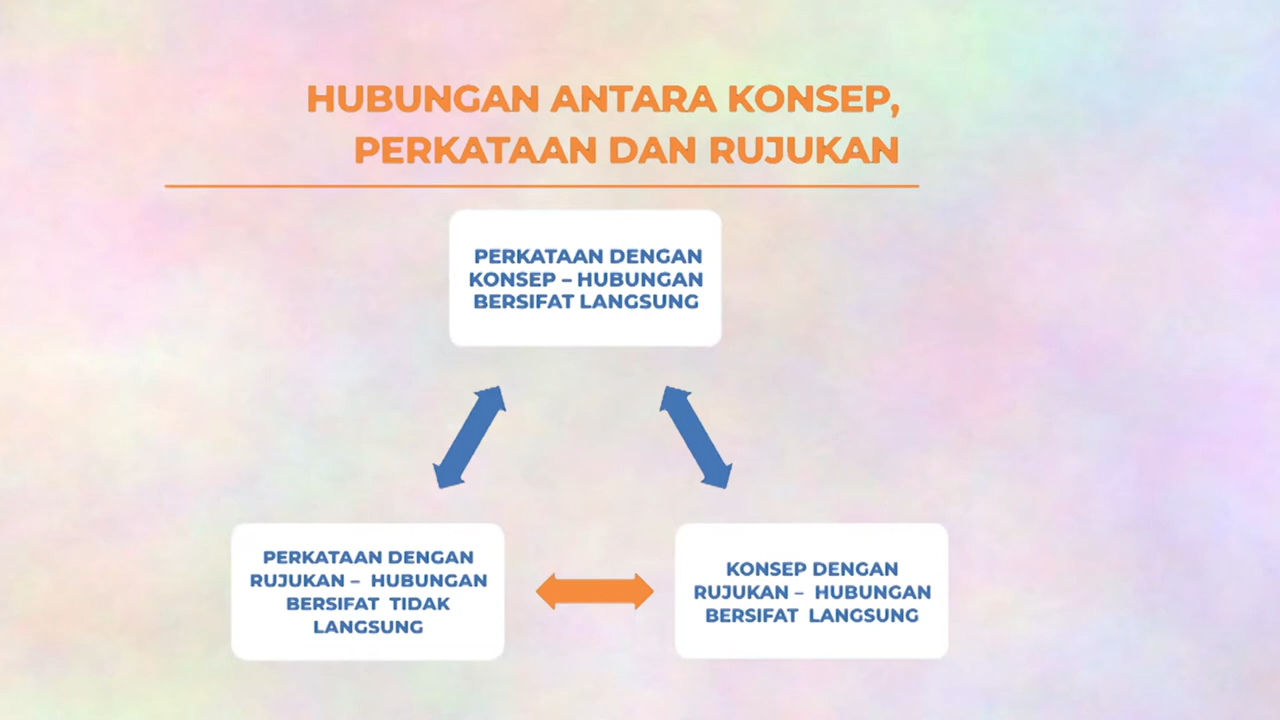 HUBUNGAN ANTARA KONSEP,
PERKATAAN DAN RUJUKAN
PERKATAAN DENGAN
KONSEP – HUBUNGAN
BERSIFAT LANGSUNG
PERKATAAN DENGAN
RUJUKAN – HUBUNGAN
BERSIFAT TIDAK
LANGSUNG
KONSEP DENGAN
RUJUKAN – HUBUNGAN
BERSIFAT LANGSUNG